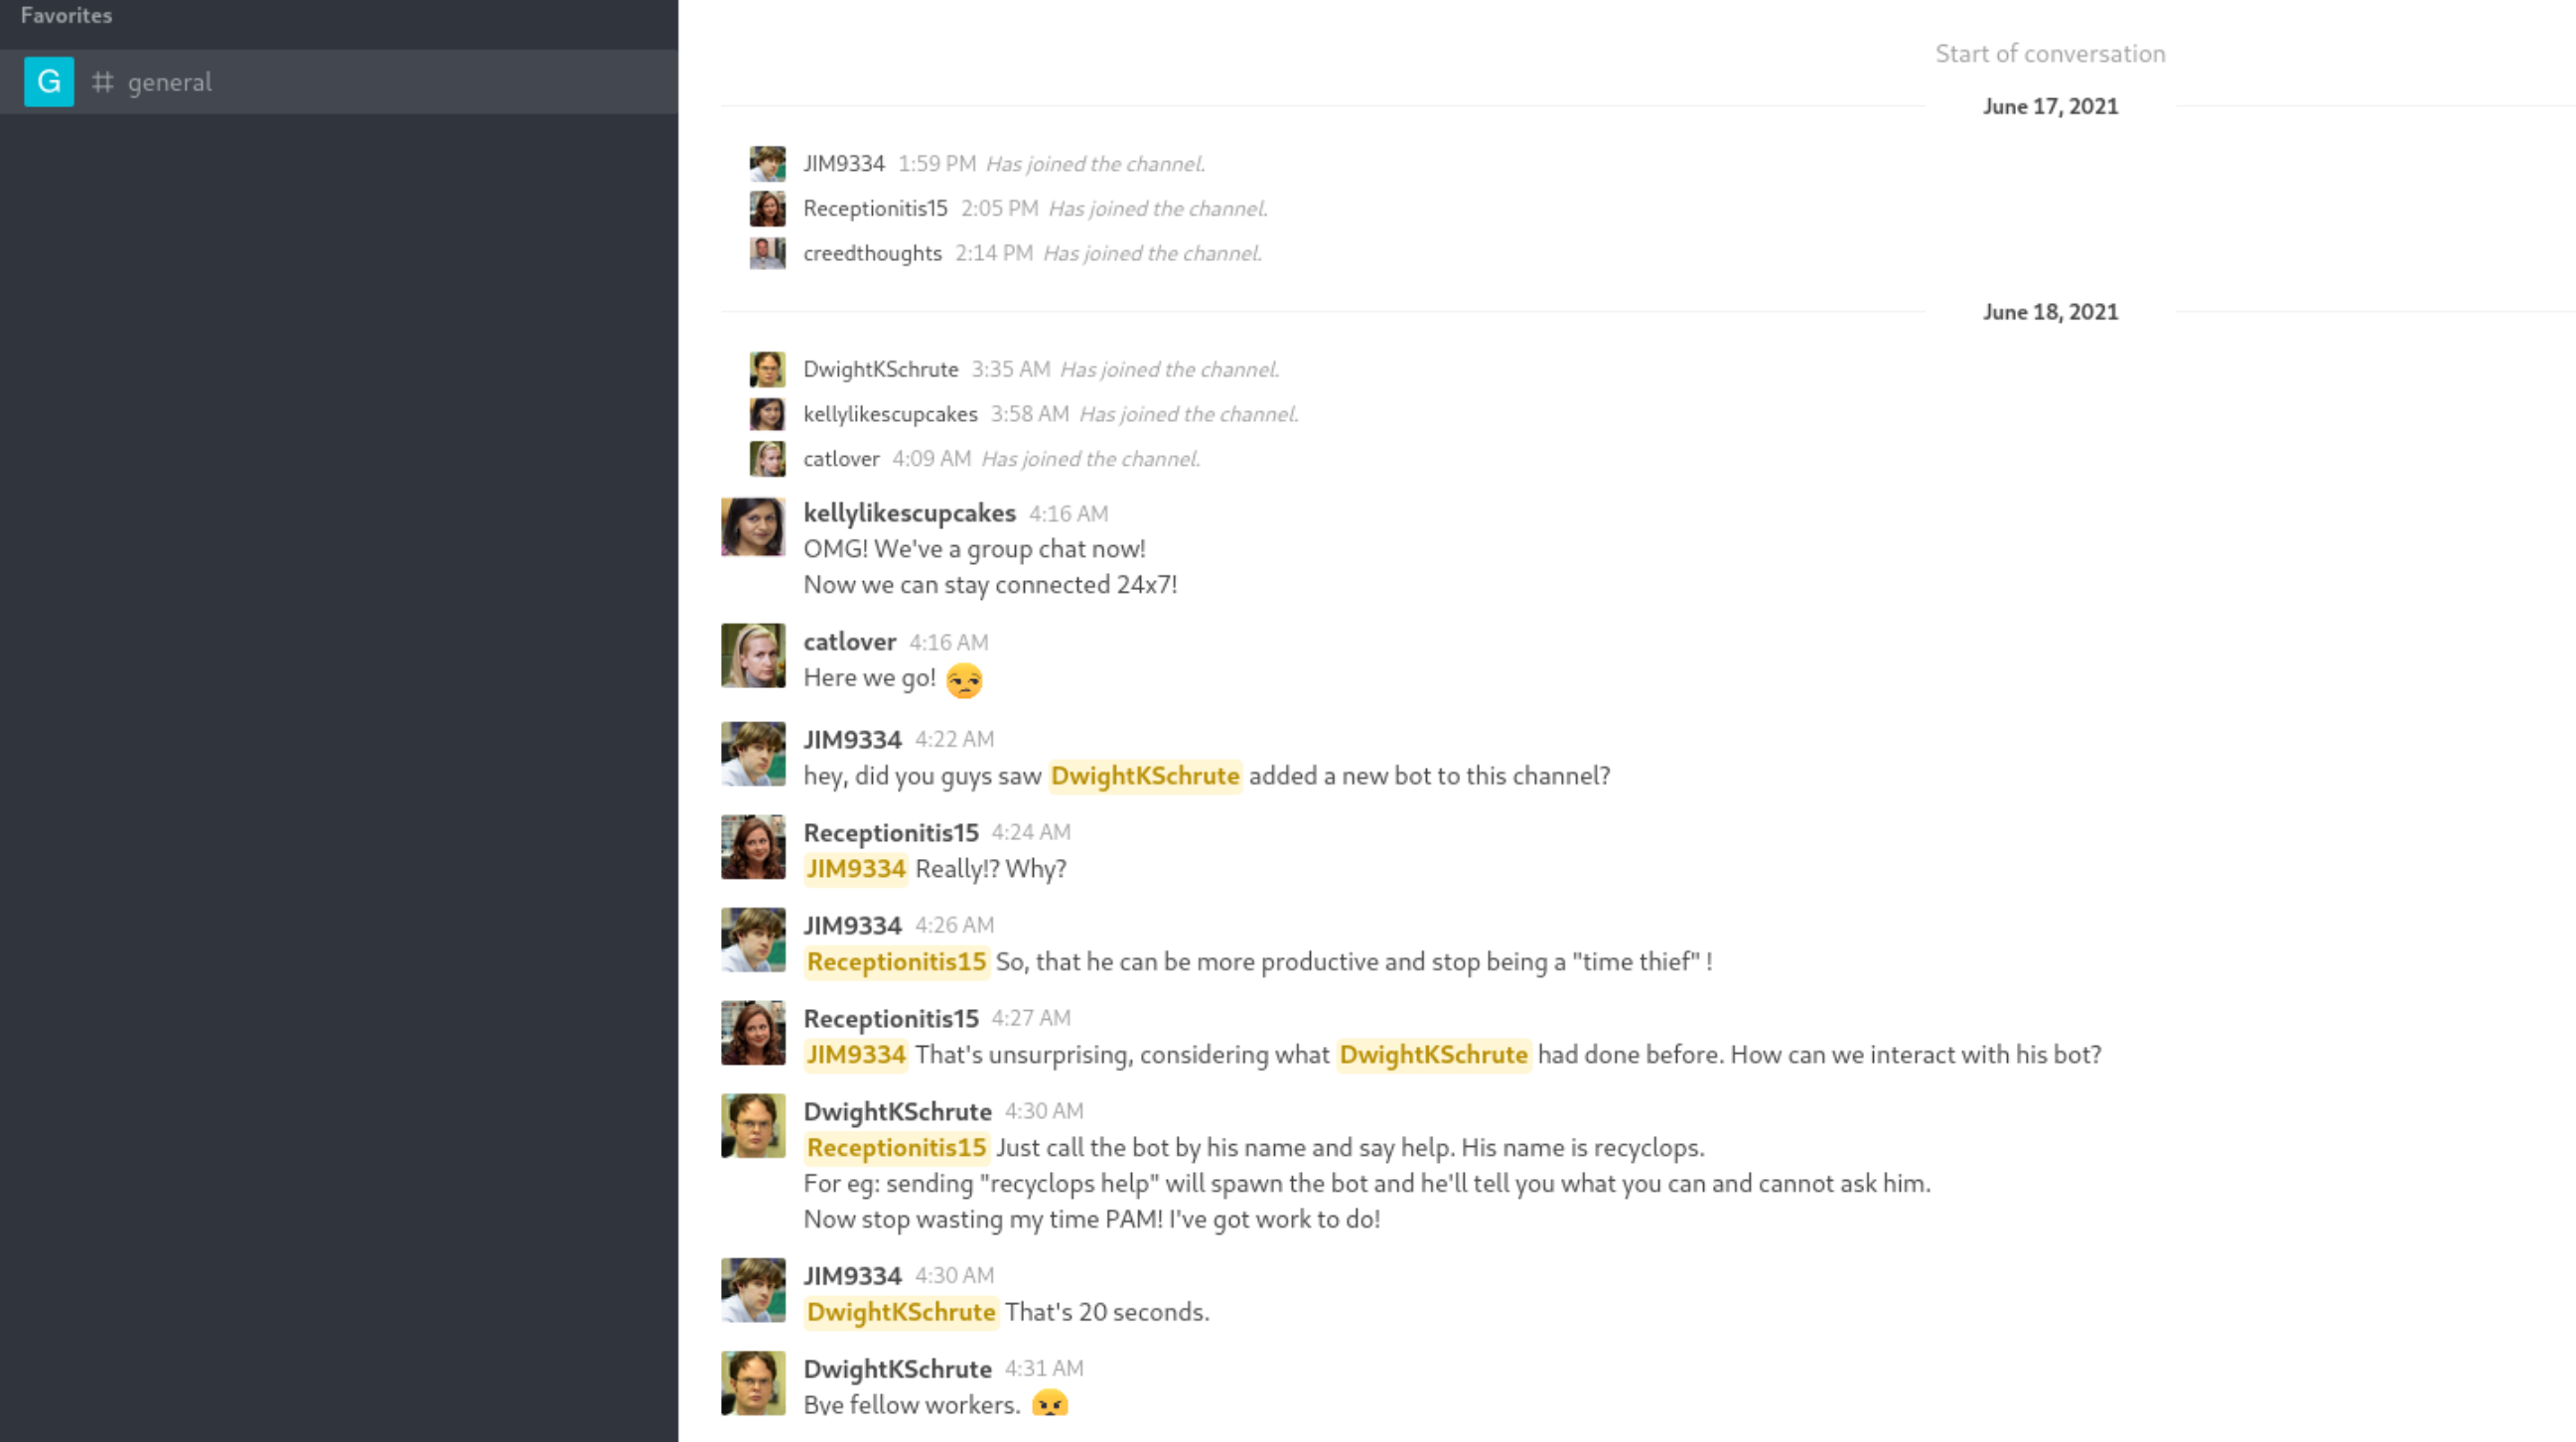 Favorites
G # general
Start of conversation
June 17, 2021
JIM9334 1:59 PM Has joined the channel.
Receptionitis15 2:05 PM Has joined the channel.
creedthoughts 2:14 PM Has joined the channel.
June 18, 2021
DwightKSchrute 3:35 AM Has joined the channel.
kellylikescupcakes 3:58 AM Has joined the channel.
catlover 4:09 AM Has joined the channel.
kellylikescupcakes 4:16 AM
OMG! We've a group chat now!
Now we can stay connected 24x7!
catlover 4:16 AM
Here we go! 😒
JIM9334 4:22 AM
hey, did you guys saw DwightKSchrute added a new bot to this channel?
Receptionitis15 4:24 AM
JIM9334 Really!? Why?
JIM9334 4:26 AM
Receptionitis15 So, that he can be more productive and stop being a "time thief" !
Receptionitis15 4:27 AM
JIM9334 That's unsurprising, considering what DwightKSchrute had done before. How can we interact with his bot?
DwightKSchrute 4:30 AM
Receptionitis15 Just call the bot by his name and say help. His name is recyclops.
For eg: sending "recyclops help" will spawn the bot and he'll tell you what you can and cannot ask him.
Now stop wasting my time PAM! I've got work to do!
JIM9334 4:30 AM
DwightKSchrute That's 20 seconds.
DwightKSchrute 4:31 AM
Bye fellow workers. 😠